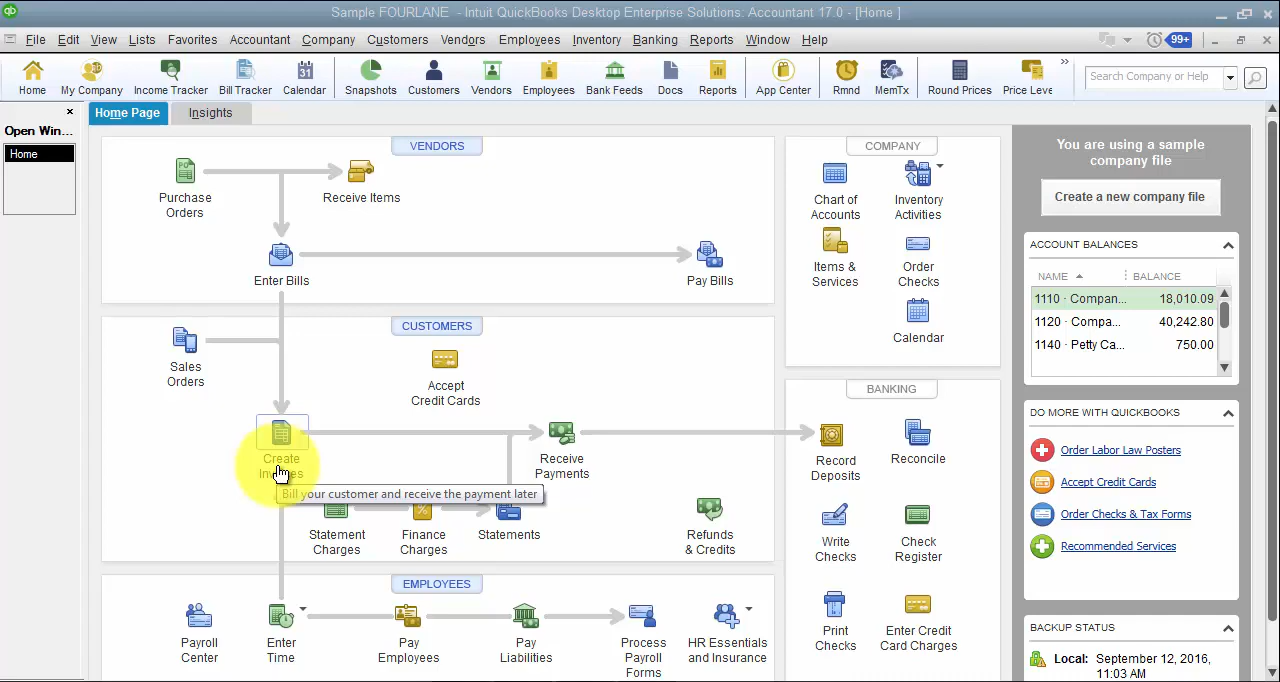 Sample FOURLANE - Intuit QuickBooks Desktop Enterprise Solutions: Accountant 17.0 - [Home ]
File Edit View Lists Favorites Accountant Company Customers Vendors Employees Inventory Banking Reports Window Help
99+
Home My Company Income Tracker Bill Tracker Calendar Snapshots Customers Vendors Employees Bank Feeds Docs Reports App Center Rmnd MemTx Round Prices Price Leve
Search Company or Help
Open Win...
Home
Home Page Insights
VENDORS
Purchase
Orders
Receive Items
Enter Bills
Pay Bills
CUSTOMERS
Sales
Orders
Accept
Credit Cards
Create
Invoices
Receive
Payments
Bill your customer and receive the payment later
Statement
Charges
Finance
Charges
Statements
Refunds
& Credits
EMPLOYEES
Payroll
Center
Enter
Time
Pay
Employees
Pay
Liabilities
Process
Payroll
Forms
HR Essentials
and Insurance
COMPANY
Chart of
Accounts
Inventory
Activities
Items &
Services
Order
Checks
Calendar
BANKING
Record
Deposits
Reconcile
Write
Checks
Check
Register
Print
Checks
Enter Credit
Card Charges
You are using a sample
company file
Create a new company file
ACCOUNT BALANCES
NAME BALANCE
1110 · Compan... 18,010.09
1120 · Compa... 40,242.80
1140 · Petty Ca... 750.00
DO MORE WITH QUICKBOOKS
Order Labor Law Posters
Accept Credit Cards
Order Checks & Tax Forms
Recommended Services
BACKUP STATUS
Local: September 12, 2016,
11:03 AM